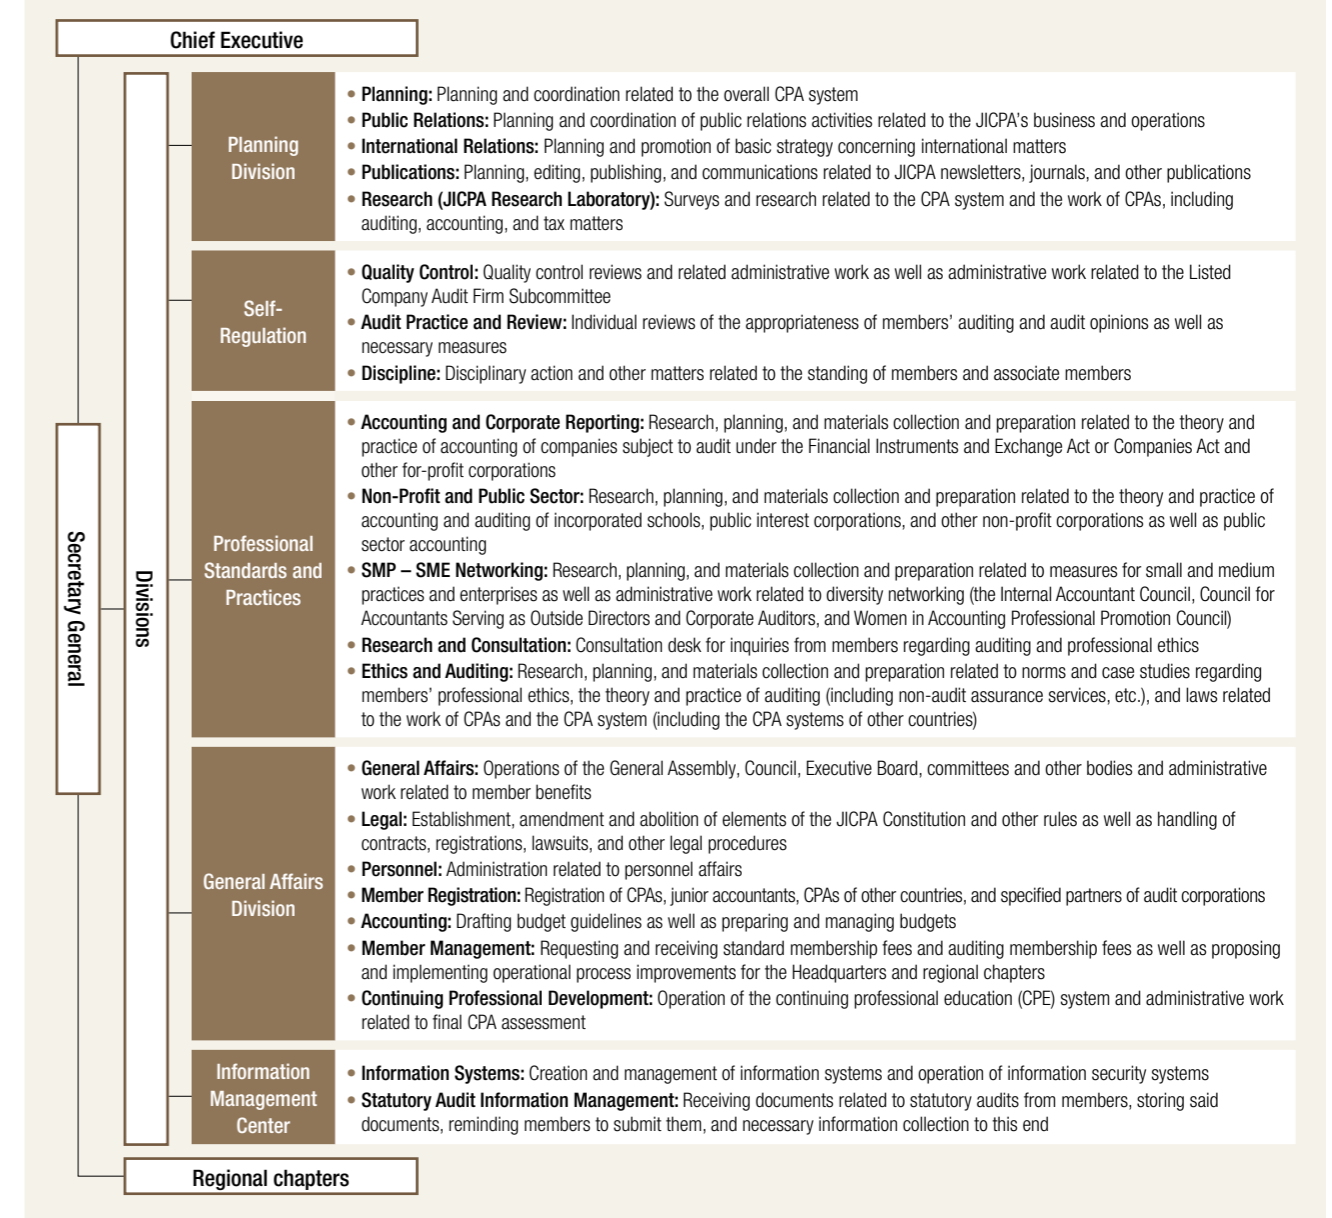 Chief Executive
Secretary General
Divisions
Planning
Division
• Planning: Planning and coordination related to the overall CPA system
• Public Relations: Planning and coordination of public relations activities related to the JICPA’s business and operations
• International Relations: Planning and promotion of basic strategy concerning international matters
• Publications: Planning, editing, publishing, and communications related to JICPA newsletters, journals, and other publications
• Research (JICPA Research Laboratory): Surveys and research related to the CPA system and the work of CPAs, including
auditing, accounting, and tax matters
Self-
Regulation
• Quality Control: Quality control reviews and related administrative work as well as administrative work related to the Listed
Company Audit Firm Subcommittee
• Audit Practice and Review: Individual reviews of the appropriateness of members’ auditing and audit opinions as well as
necessary measures
• Discipline: Disciplinary action and other matters related to the standing of members and associate members
Professional
Standards and
Practices
• Accounting and Corporate Reporting: Research, planning, and materials collection and preparation related to the theory and
practice of accounting of companies subject to audit under the Financial Instruments and Exchange Act or Companies Act and
other for-profit corporations
• Non-Profit and Public Sector: Research, planning, and materials collection and preparation related to the theory and practice of
accounting and auditing of incorporated schools, public interest corporations, and other non-profit corporations as well as public
sector accounting
• SMP – SME Networking: Research, planning, and materials collection and preparation related to measures for small and medium
practices and enterprises as well as administrative work related to diversity networking (the Internal Accountant Council, Council for
Accountants Serving as Outside Directors and Corporate Auditors, and Women in Accounting Professional Promotion Council)
• Research and Consultation: Consultation desk for inquiries from members regarding auditing and professional ethics
• Ethics and Auditing: Research, planning, and materials collection and preparation related to norms and case studies regarding
members’ professional ethics, the theory and practice of auditing (including non-audit assurance services, etc.), and laws related
to the work of CPAs and the CPA system (including the CPA systems of other countries)
General Affairs
Division
• General Affairs: Operations of the General Assembly, Council, Executive Board, committees and other bodies and administrative
work related to member benefits
• Legal: Establishment, amendment and abolition of elements of the JICPA Constitution and other rules as well as handling of
contracts, registrations, lawsuits, and other legal procedures
• Personnel: Administration related to personnel affairs
• Member Registration: Registration of CPAs, junior accountants, CPAs of other countries, and specified partners of audit corporations
• Accounting: Drafting budget guidelines as well as preparing and managing budgets
• Member Management: Requesting and receiving standard membership fees and auditing membership fees as well as proposing
and implementing operational process improvements for the Headquarters and regional chapters
• Continuing Professional Development: Operation of the continuing professional education (CPE) system and administrative work
related to final CPA assessment
Information
Management
Center
• Information Systems: Creation and management of information systems and operation of information security systems
• Statutory Audit Information Management: Receiving documents related to statutory audits from members, storing said
documents, reminding members to submit them, and necessary information collection to this end
Regional chapters